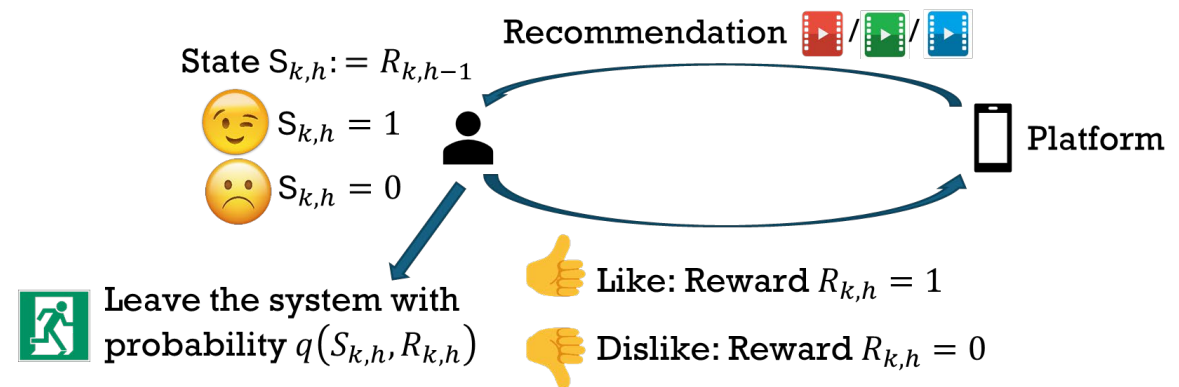 Recommendation / /
State S_{k,h}: = R_{k,h−1}
S_{k,h} = 1
Platform
S_{k,h} = 0
Like: Reward R_{k,h} = 1
Leave the system with
probability q(S_{k,h}, R_{k,h})
Dislike: Reward R_{k,h} = 0